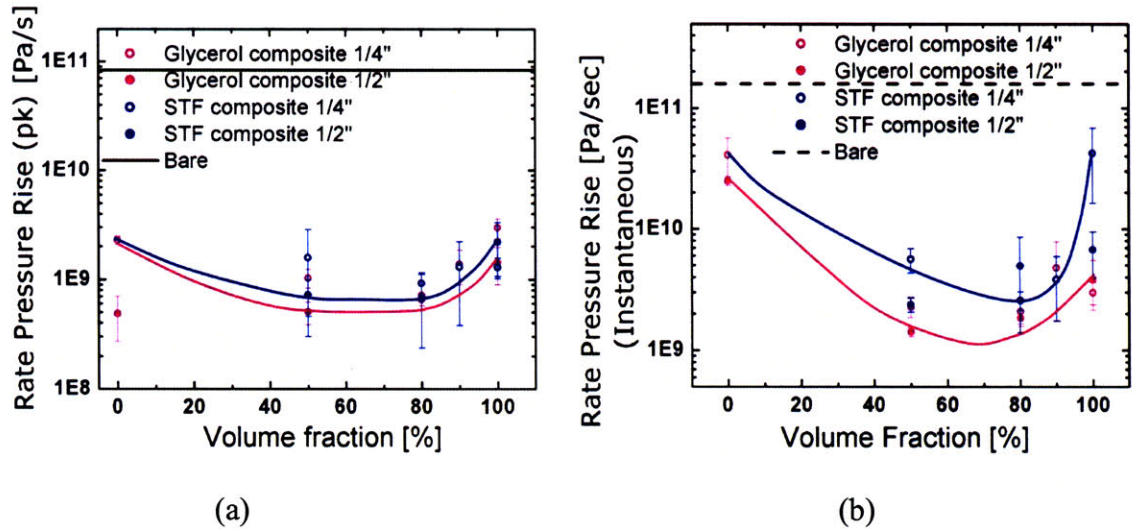 Rate Pressure Rise (pk) [Pa/s]
1E11
1E10
1E9
1E8
Glycerol composite 1/4"
Glycerol composite 1/2"
STF composite 1/4"
STF composite 1/2"
Bare
0 20 40 60 80 100
Volume fraction [%]
(a)
Rate Pressure Rise [Pa/sec]
(Instantaneous)
1E11
1E10
1E9
Glycerol composite 1/4"
Glycerol composite 1/2"
STF composite 1/4"
STF composite 1/2"
Bare
0 20 40 60 80 100
Volume Fraction [%]
(b)